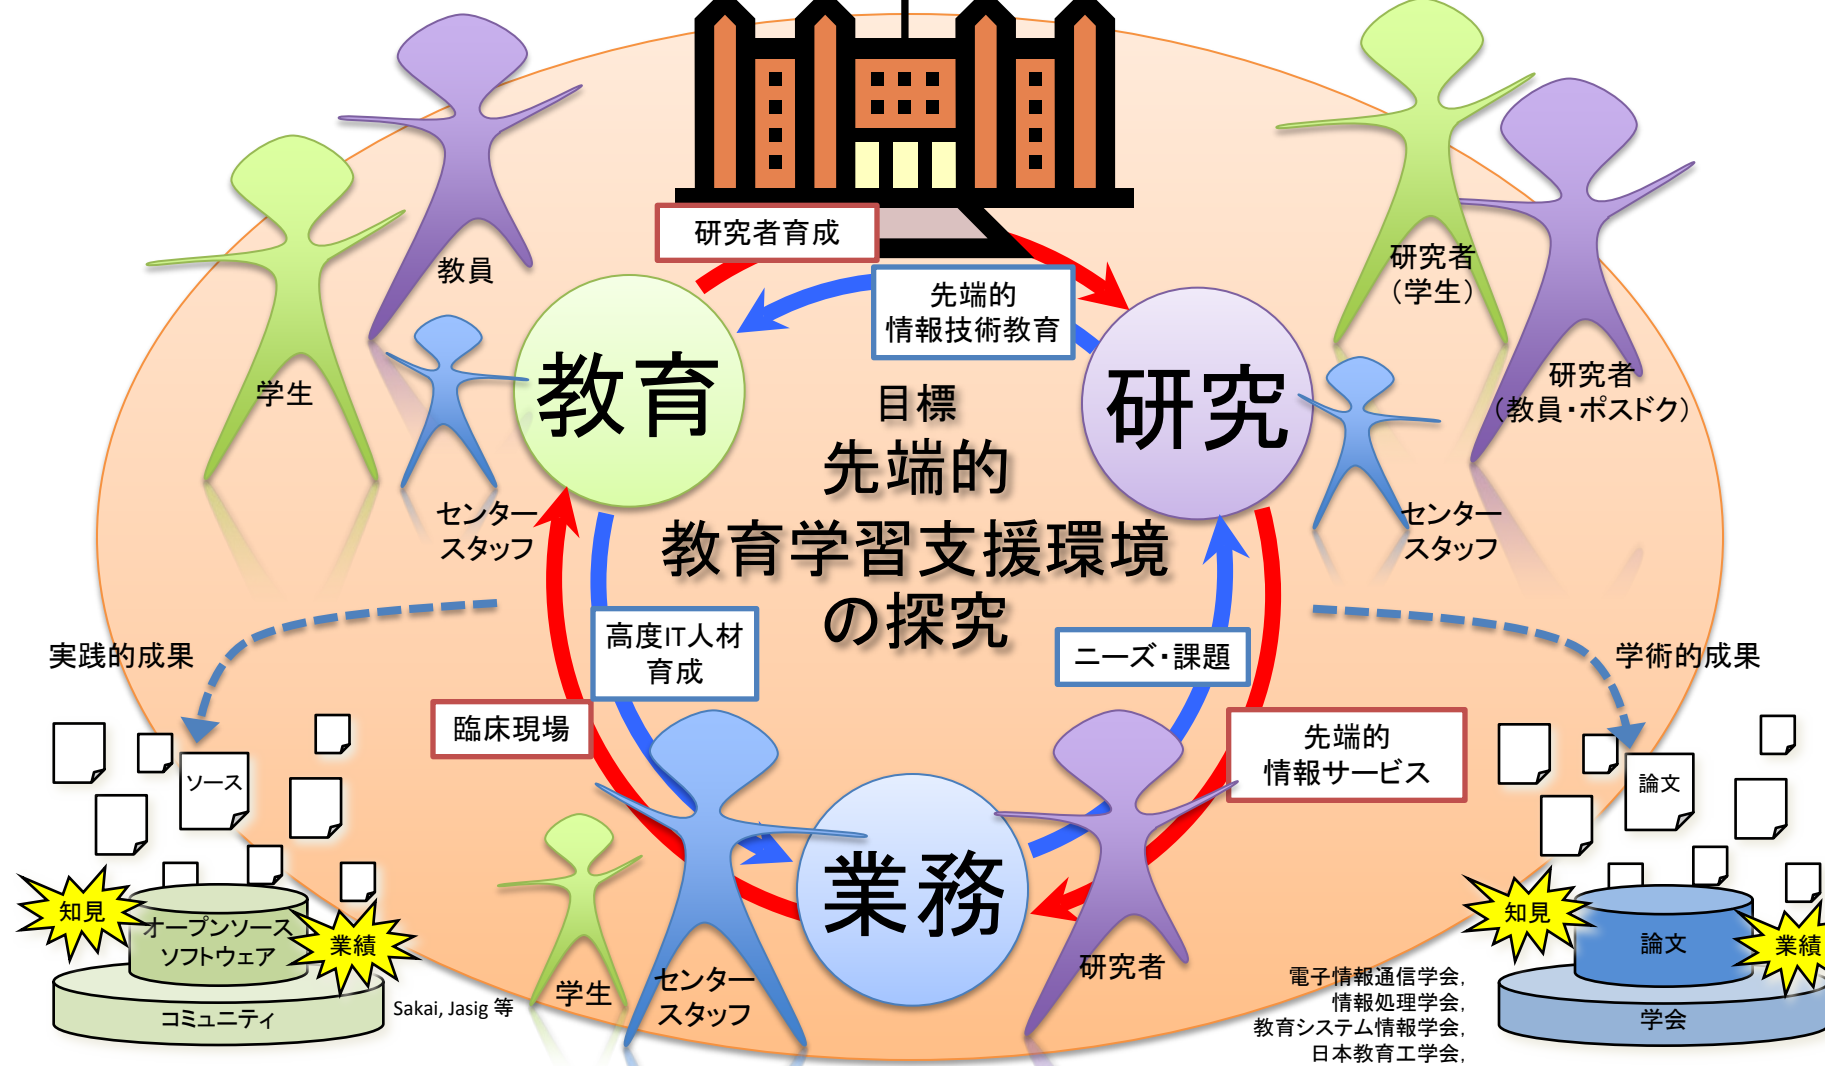 研究者育成
先端的
情報技術教育
教員
学生
センター
スタッフ
教育
研究
研究者
（学生）
研究者
（教員・ポスドク）
センター
スタッフ
目標
先端的
教育学習支援環境
の探究
高度IT人材
育成
臨床現場
ニーズ・課題
先端的
情報サービス
業務
学生
センター
スタッフ
研究者
実践的成果
ソース
知見
オープンソース
ソフトウェア
業績
コミュニティ
Sakai, Jasig 等
学術的成果
論文
知見
論文
業績
学会
電子情報通信学会,
情報処理学会,
教育システム情報学会,
日本教育工学会,